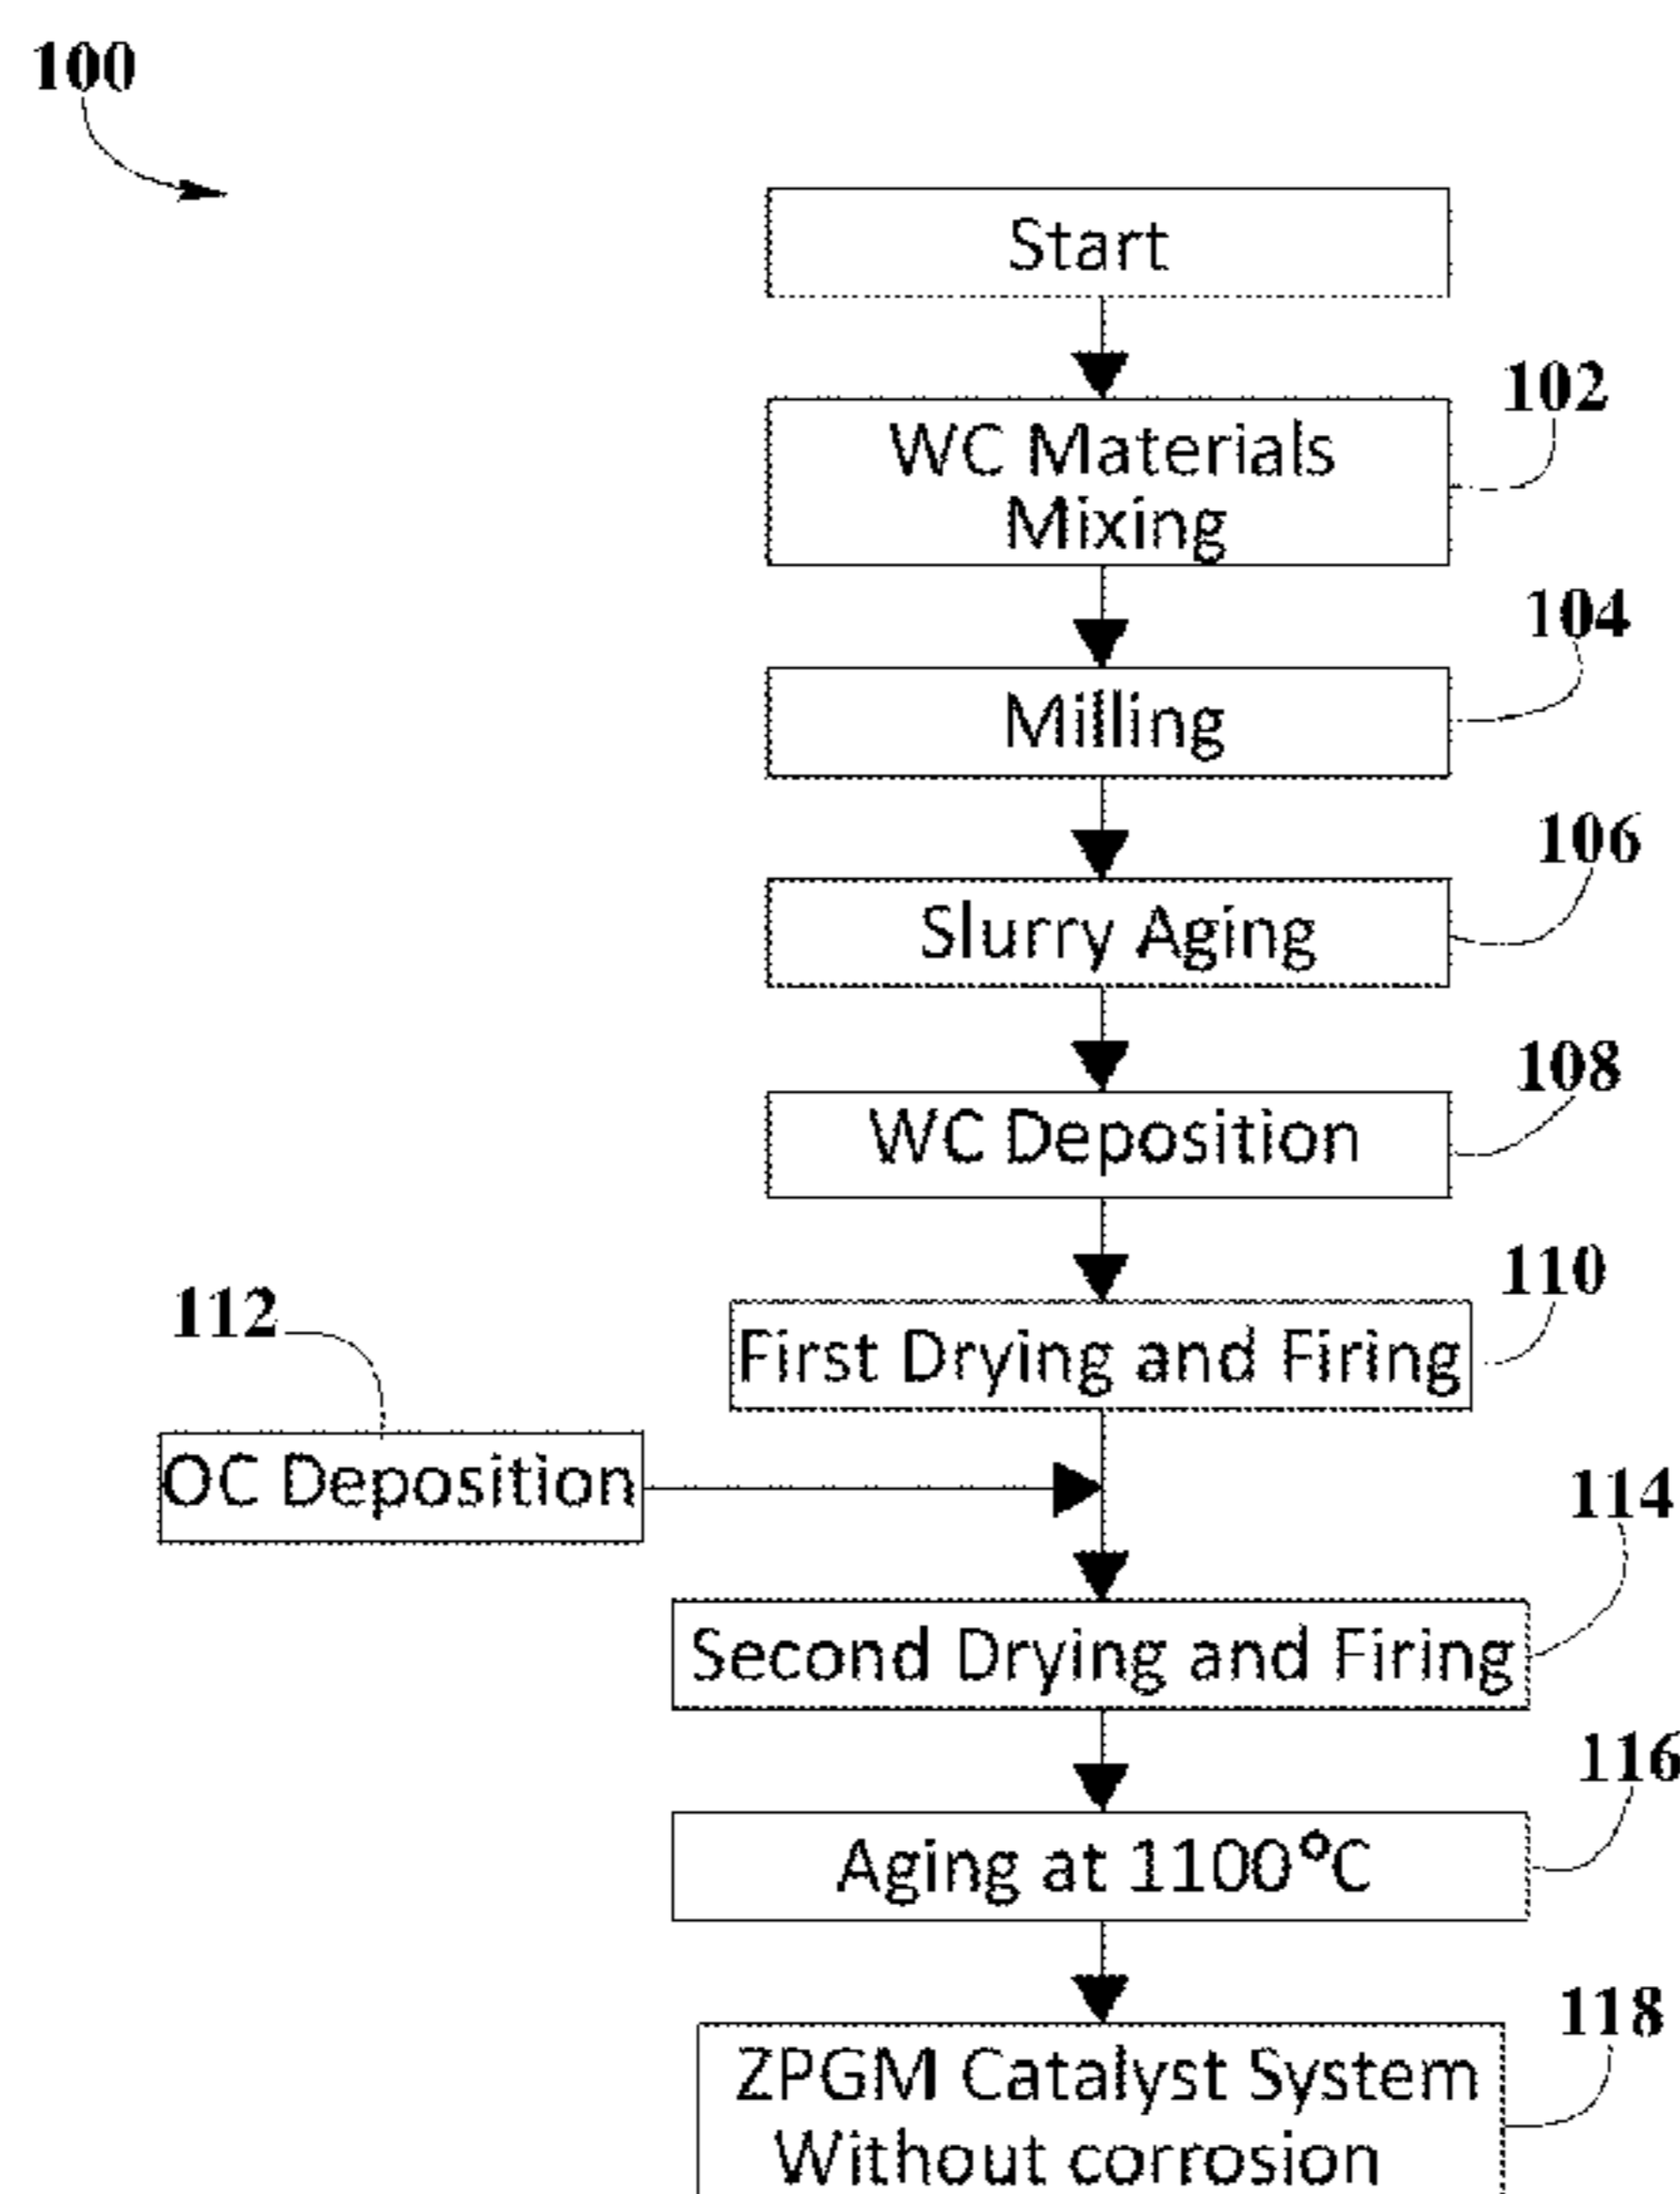 100
Start
102
WC Materials
Mixing
104
Milling
106
Slurry Aging
108
WC Deposition
110
First Drying and Firing
112
OC Deposition
114
Second Drying and Firing
116
Aging at 1100°C
118
ZPGM Catalyst System
Without corrosion